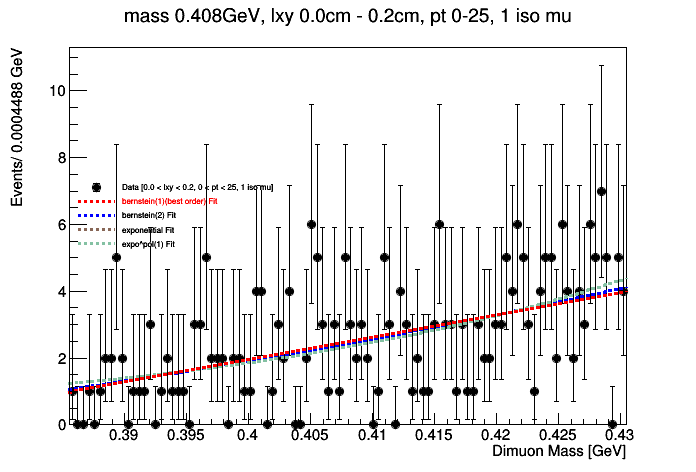 mass 0.408GeV, lxy 0.0cm - 0.2cm, pt 0-25, 1 iso mu
Events/ 0.0004488 GeV
10
8
6
4
2
0
Data [0.0 < lxy < 0.2, 0 < pt < 25, 1 iso mu]
bernstein(1)(best order) Fit
bernstein(2) Fit
exponential Fit
expo*pol(1) Fit
0.39 0.395 0.4 0.405 0.41 0.415 0.42 0.425 0.43
Dimuon Mass [GeV]